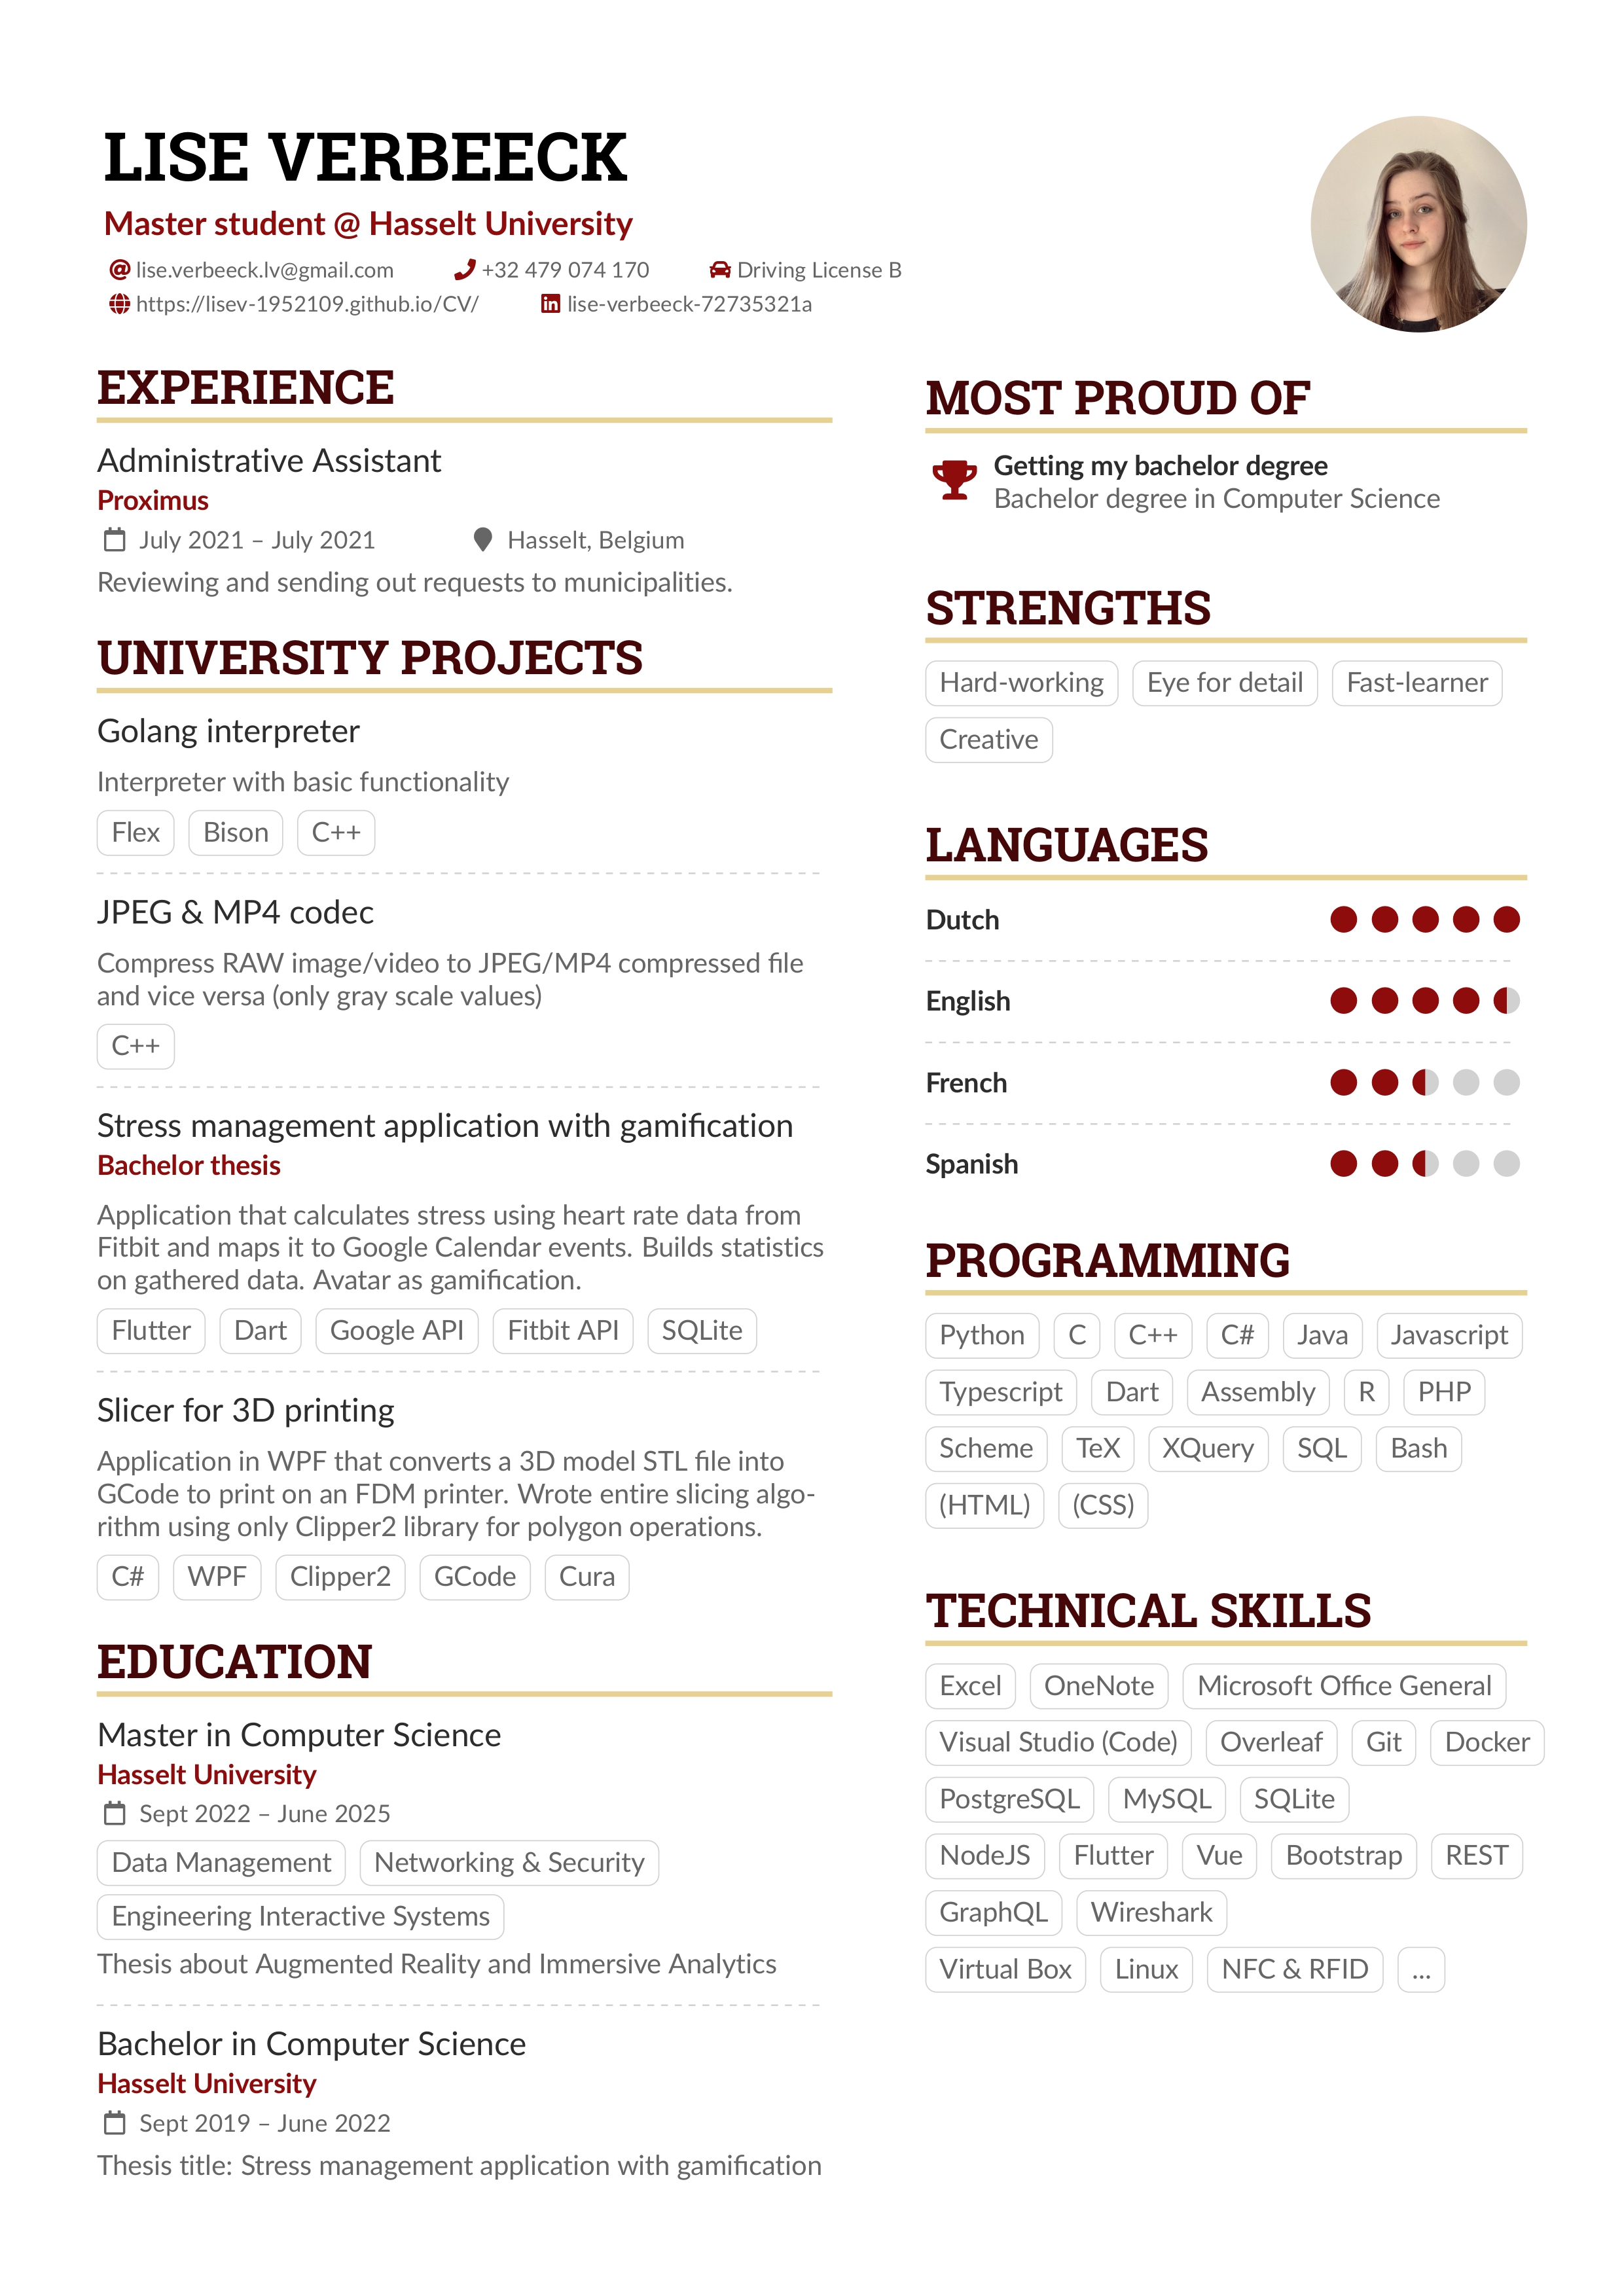 LISE VERBEECK
Master student @ Hasselt University
lise.verbeeck.lv@gmail.com +32 479 074 170 Driving License B
https://lisev-1952109.github.io/CV/ lise-verbeeck-72735321a
EXPERIENCE
Administrative Assistant
Proximus
July 2021 – July 2021 Hasselt, Belgium
Reviewing and sending out requests to municipalities.
UNIVERSITY PROJECTS
Golang interpreter
Interpreter with basic functionality
Flex Bison C++
JPEG & MP4 codec
Compress RAW image/video to JPEG/MP4 compressed file
and vice versa (only gray scale values)
C++
Stress management application with gamification
Bachelor thesis
Application that calculates stress using heart rate data from
Fitbit and maps it to Google Calendar events. Builds statistics
on gathered data. Avatar as gamification.
Flutter Dart Google API Fitbit API SQLite
Slicer for 3D printing
Application in WPF that converts a 3D model STL file into
GCode to print on an FDM printer. Wrote entire slicing algo-
rithm using only Clipper2 library for polygon operations.
C# WPF Clipper2 GCode Cura
EDUCATION
Master in Computer Science
Hasselt University
Sept 2022 – June 2025
Data Management Networking & Security
Engineering Interactive Systems
Thesis about Augmented Reality and Immersive Analytics
Bachelor in Computer Science
Hasselt University
Sept 2019 – June 2022
Thesis title: Stress management application with gamification
MOST PROUD OF
Getting my bachelor degree
Bachelor degree in Computer Science
STRENGTHS
Hard-working Eye for detail Fast-learner
Creative
LANGUAGES
Dutch
English
French
Spanish
PROGRAMMING
Python C C++ C# Java Javascript
Typescript Dart Assembly R PHP
Scheme TeX XQuery SQL Bash
(HTML) (CSS)
TECHNICAL SKILLS
Excel OneNote Microsoft Office General
Visual Studio (Code) Overleaf Git Docker
PostgreSQL MySQL SQLite
NodeJS Flutter Vue Bootstrap REST
GraphQL Wireshark
Virtual Box Linux NFC & RFID ...